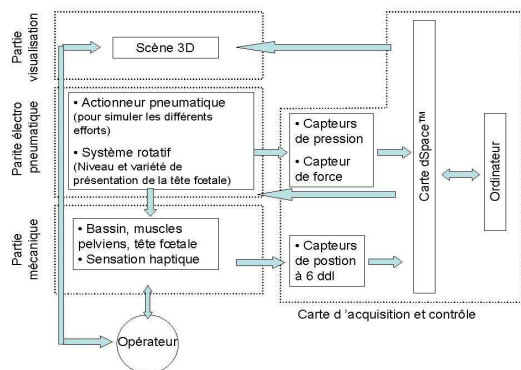 Partie
visualisation
Scène 3D
Parite électro
pneumatique
• Actionneur pneumatique
(pour simuler les différents
efforts)
• Système rotatif
(Niveau et variété de
présentation de la tête fœtale)
• Capteurs
de pression
• Capteur
de force
Carte dSpace™
Ordinateur
Partie
mécanique
• Bassin, muscles
pelviens, tête fœtale
• Sensation haptique
• Capteurs
de postion
à 6 ddl
Carte d 'acquisition et contrôle
Opérateur